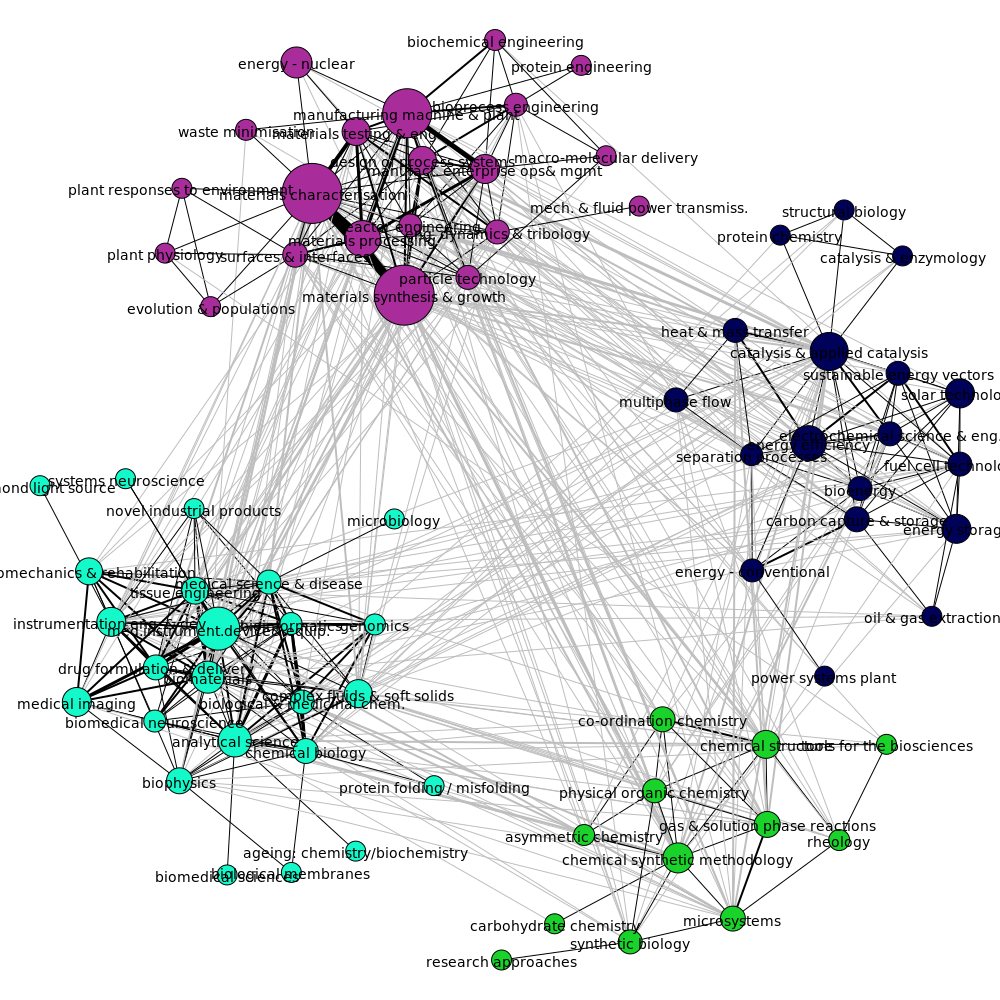 biochemical engineering
energy - nuclear
protein engineering
bioprocess engineering
manufacturing machine & plant
waste minimisation
materials testing & eng.
design of process systems
macro-molecular delivery
manufact. enterprise ops& mgmt
plant responses to environment
materials characterisation
mech. & fluid power transmiss.
structural biology
reactor engineering
eng. dynamics & tribology
protein chemistry
materials processing
plant physiology
surfaces & interfaces
catalysis & enzymology
particle technology
materials synthesis & growth
evolution & populations
heat & mass transfer
catalysis & applied catalysis
sustainable energy vectors
solar technolo
multiphase flow
electrochemical science & eng.
energy efficiency
separation processes
fuel cell technolo
systems neuroscience
mond light source
bioenergy
novel industrial products
microbiology
carbon capture & storage
energy storag
omechanics & rehabilitation
energy - conventional
medical science & disease
tissue engineering
oil & gas extraction
instrumentation eng. & dev.
med.instrument.device& equip.
bioinformatics
genomics
drug formulation & delivery
biomaterials
power systems plant
complex fluids & soft solids
medical imaging
biological & medicinal chem.
biomedical neuroscience
co-ordination chemistry
analytical science
chemical structure
tools for the biosciences
chemical biology
biophysics
protein folding / misfolding
physical organic chemistry
gas & solution phase reactions
asymmetric chemistry
rheology
ageing: chemistry/biochemistry
chemical synthetic methodology
biomedical sciences
biological membranes
microsystems
carbohydrate chemistry
synthetic biology
research approaches